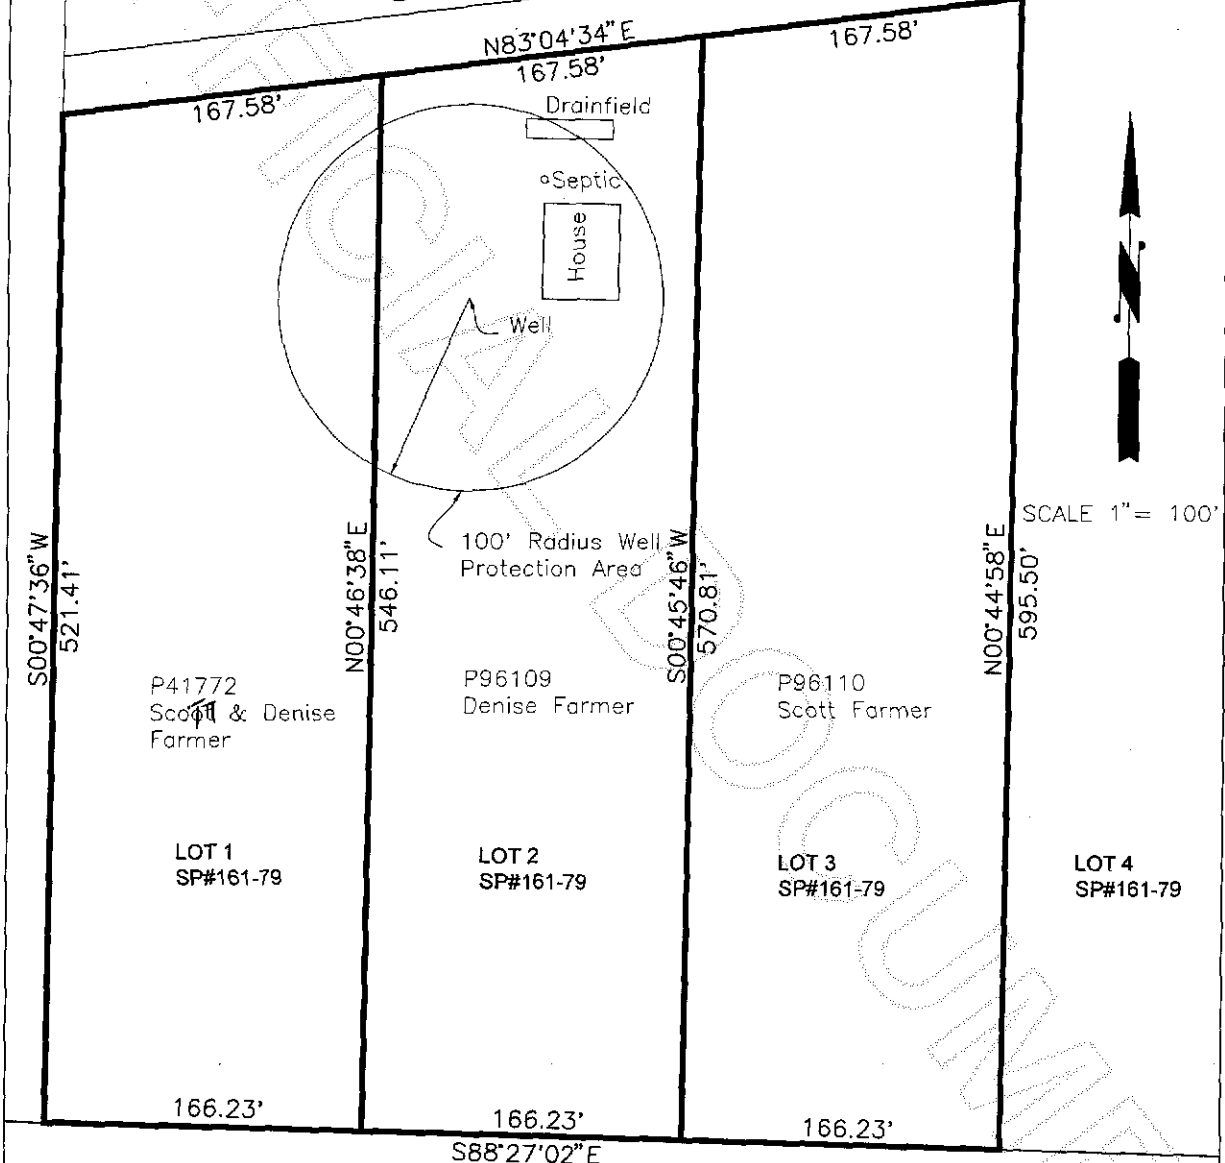 N83°04'34"E
167.58'
167.58'
167.58'
Drainfield
Septic
House
Well
100' Radius Well
Protection Area
SCALE 1"= 100'
S00°47'36"W
521.41'
N00°46'38"E
546.11'
S00°45'46"W
570.81'
N00°44'58"E
595.50'
P41772
Scott & Denise
Farmer
P96109
Denise Farmer
P96110
Scott Farmer
LOT 1
SP#161-79
LOT 2
SP#161-79
LOT 3
SP#161-79
LOT 4
SP#161-79
166.23'
166.23'
166.23'
S88°27'02"E
N